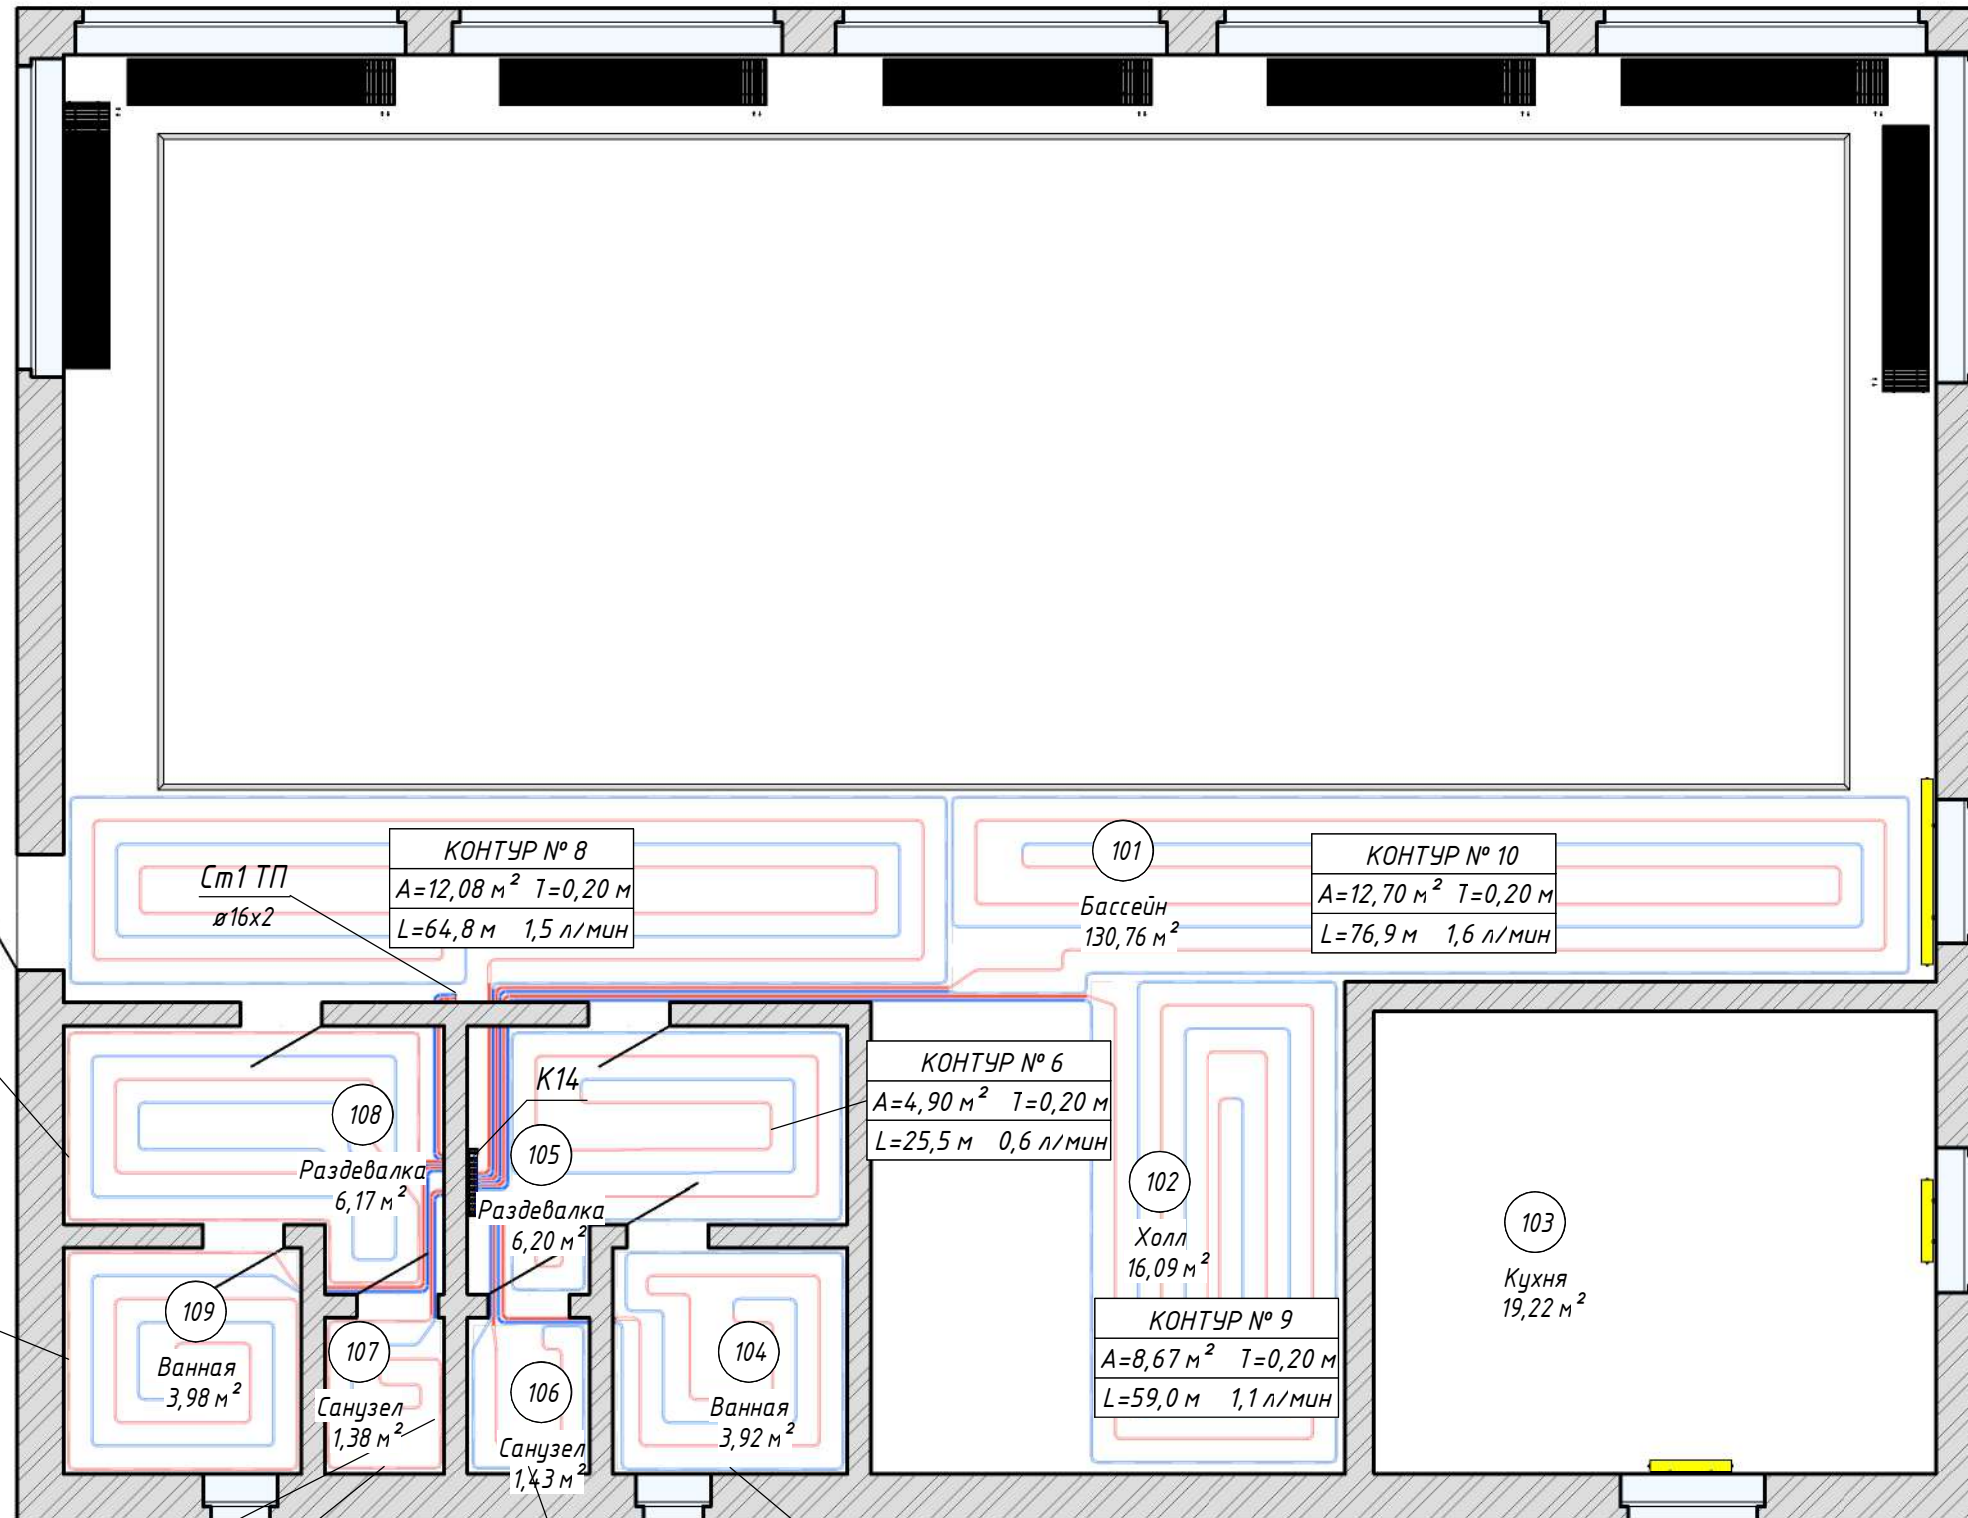 КОНТУР № 8
А=12,08 м² Т=0,20 м
L=64,8 м 1,5 л/мин
Ст1 ТП
ø16х2
101
Бассейн
130,76 м²
КОНТУР № 10
А=12,70 м² Т=0,20 м
L=76,9 м 1,6 л/мин
К14
108
Раздевалка
6,17 м²
105
Раздевалка
6,20 м²
КОНТУР № 6
А=4,90 м² Т=0,20 м
L=25,5 м 0,6 л/мин
102
Холл
16,09 м²
103
Кухня
19,22 м²
КОНТУР № 9
А=8,67 м² Т=0,20 м
L=59,0 м 1,1 л/мин
109
Ванная
3,98 м²
107
Санузел
1,38 м²
106
Санузел
1,43 м²
104
Ванная
3,92 м²